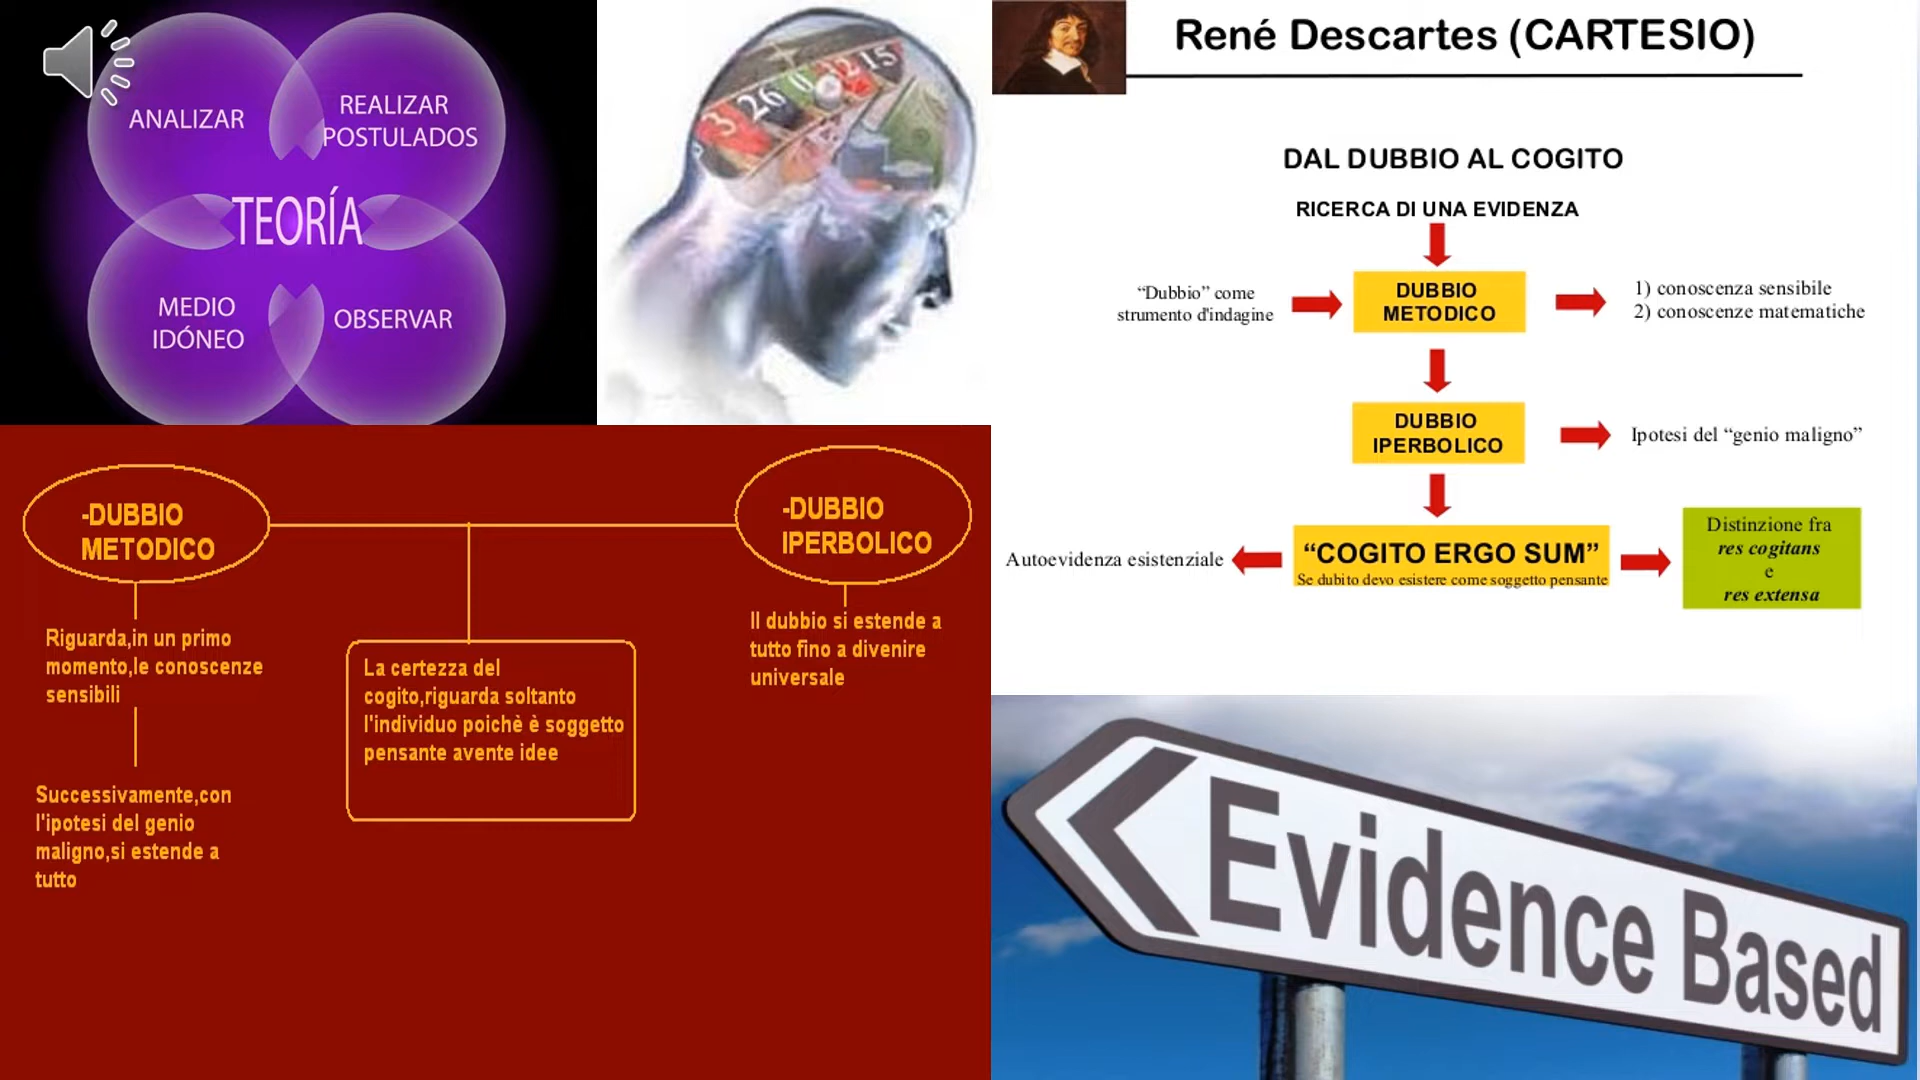 ANALIZAR
REALIZAR
POSTULADOS
TEORÍA
MEDIO
IDÓNEO
OBSERVAR
3 26 0 32 15
René Descartes (CARTESIO)
DAL DUBBIO AL COGITO
RICERCA DI UNA EVIDENZA
“Dubbio” come
strumento d'indagine
DUBBIO
METODICO
1) conoscenza sensibile
2) conoscenze matematiche
DUBBIO
IPERBOLICO
Ipotesi del “genio maligno”
Autoevidenza esistenziale
“COGITO ERGO SUM”
Se dubito devo esistere come soggetto pensante
Distinzione fra
res cogitans
e
res extensa
-DUBBIO
METODICO
Riguarda,in un primo
momento,le conoscenze
sensibili
Successivamente,con
l'ipotesi del genio
maligno,si estende a
tutto
La certezza del
cogito,riguarda soltanto
l'individuo poichè è soggetto
pensante avente idee
-DUBBIO
IPERBOLICO
Il dubbio si estende a
tutto fino a divenire
universale
Evidence Based